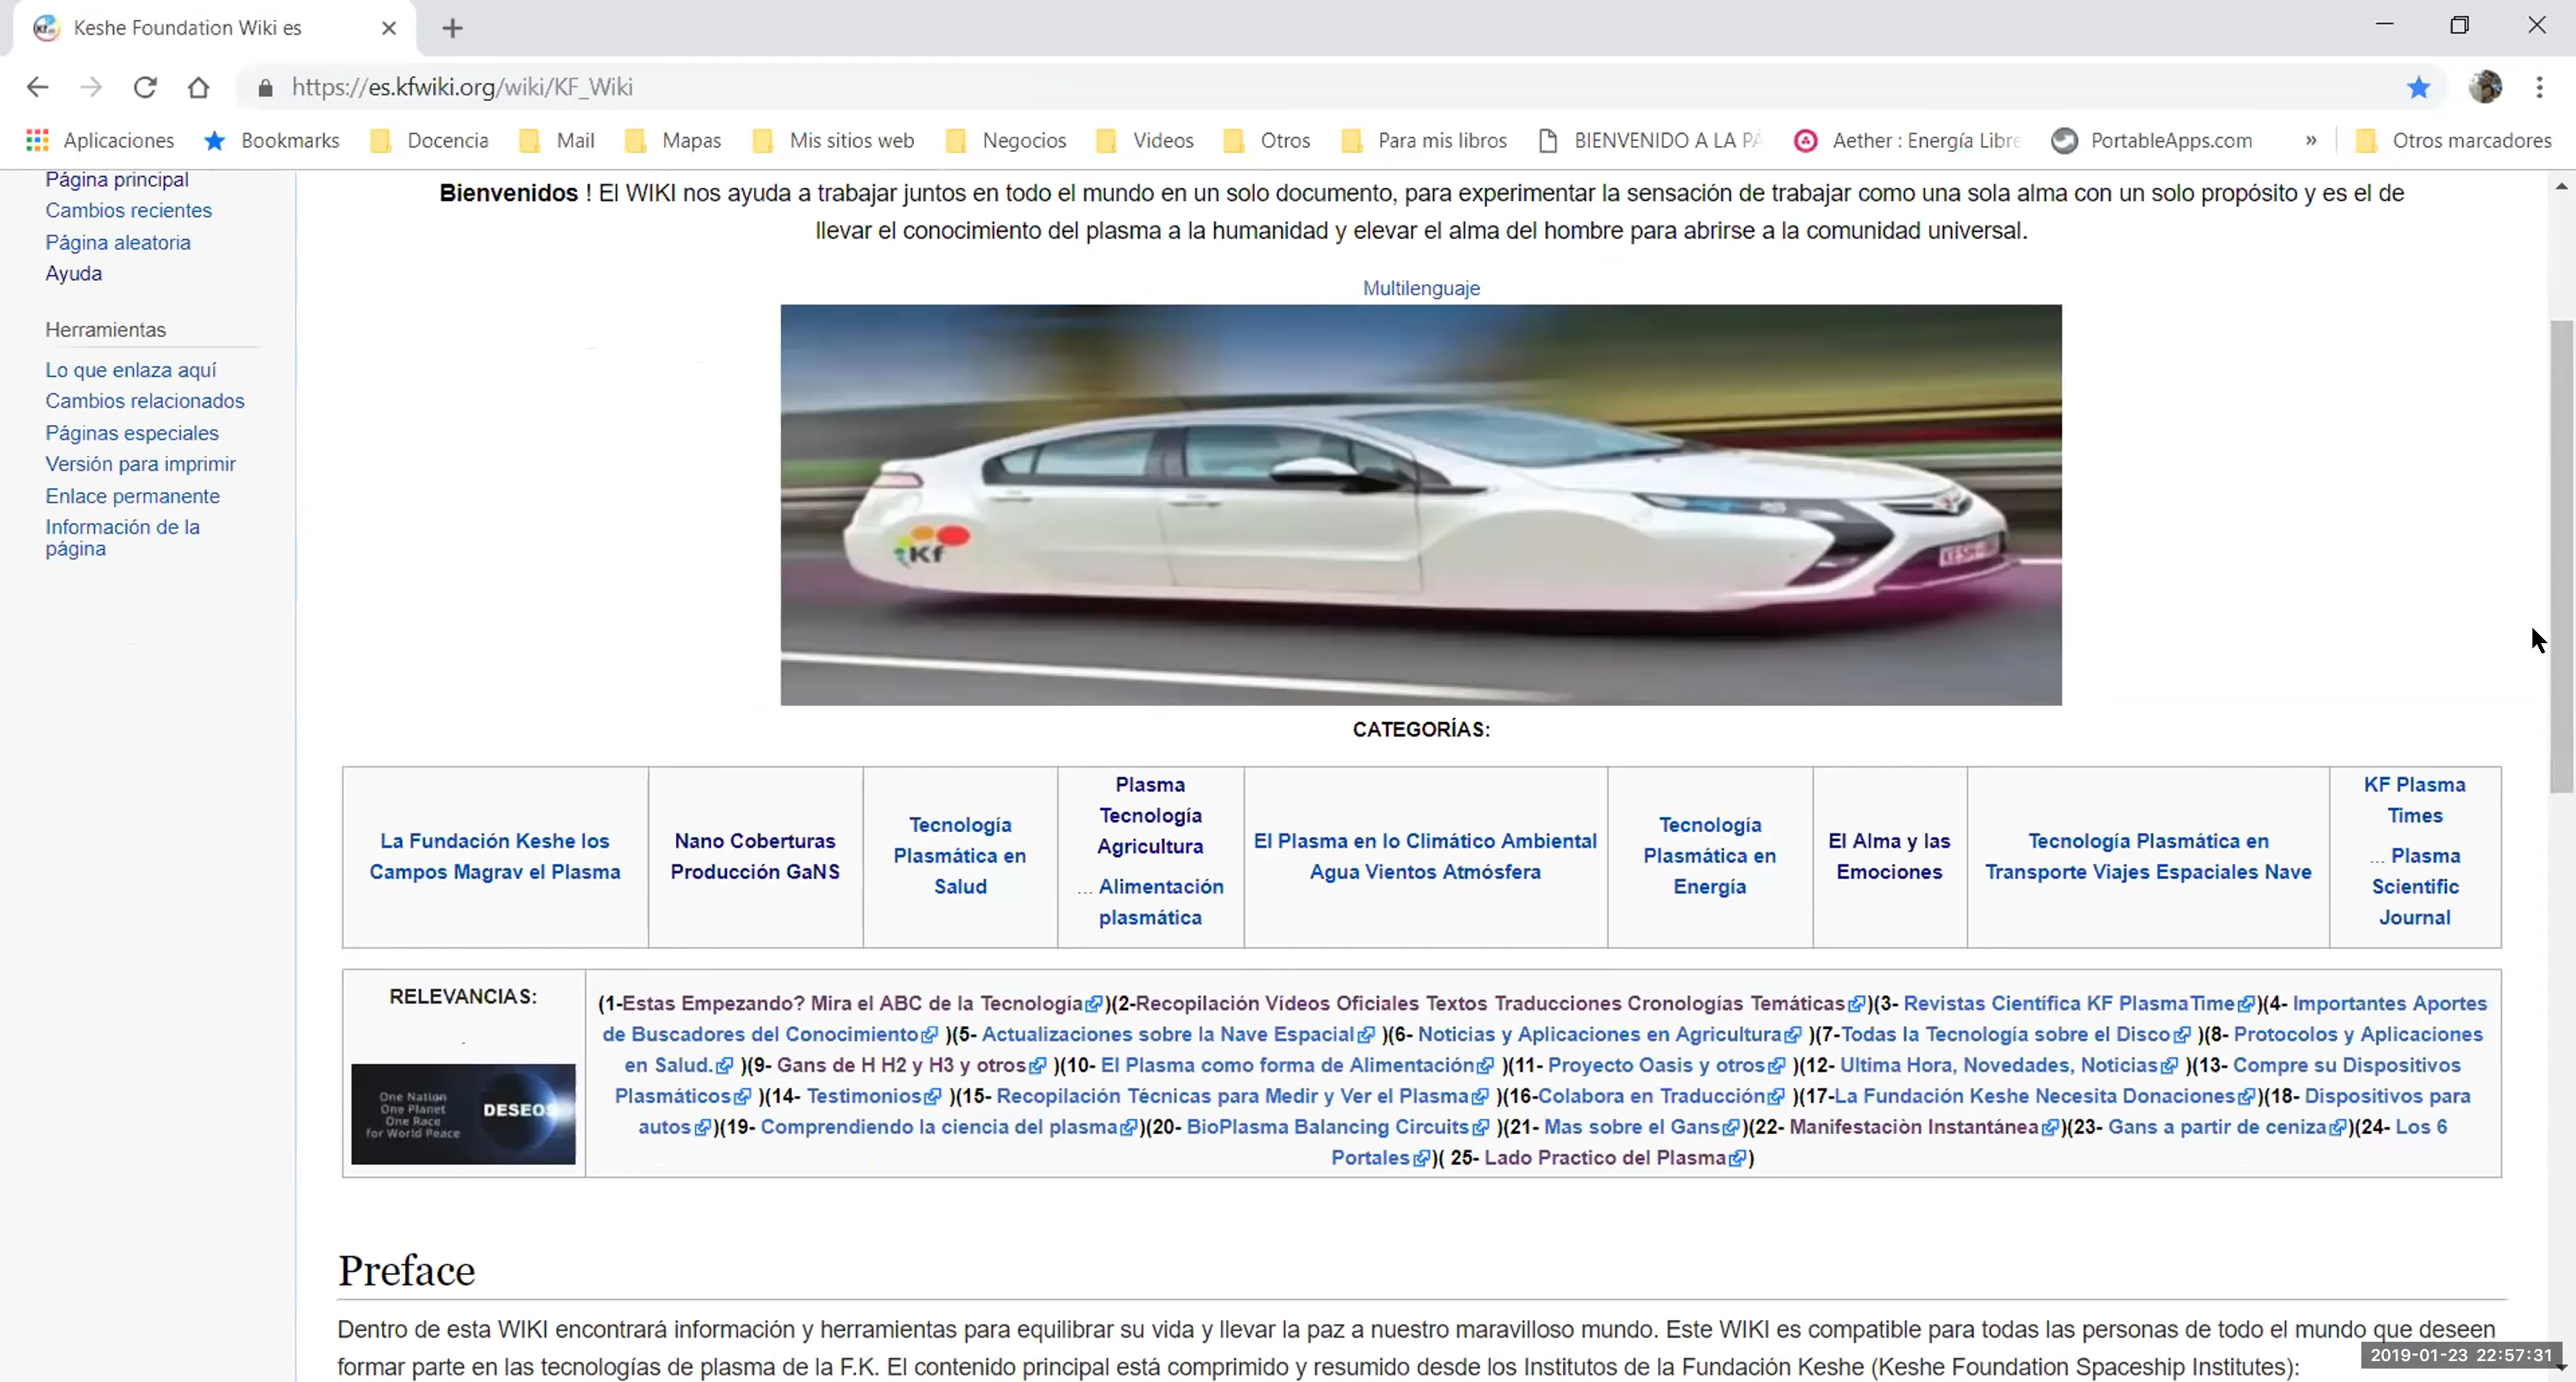 Keshe Foundation Wiki es
https://es.kfwiki.org/wiki/KF_Wiki
Aplicaciones Bookmarks Docencia Mail Mapas Mis sitios web Negocios Videos Otros Para mis libros BIENVENIDO A LA PÁ Aether : Energía Libre PortableApps.com » Otros marcadores
Página principal
Cambios recientes
Página aleatoria
Ayuda
Herramientas
Lo que enlaza aquí
Cambios relacionados
Páginas especiales
Versión para imprimir
Enlace permanente
Información de la
página
Bienvenidos ! El WIKI nos ayuda a trabajar juntos en todo el mundo en un solo documento, para experimentar la sensación de trabajar como una sola alma con un solo propósito y es el de
llevar el conocimiento del plasma a la humanidad y elevar el alma del hombre para abrirse a la comunidad universal.
Multilenguaje
Kf
CATEGORÍAS:
La Fundación Keshe los
Campos Magrav el Plasma
Nano Coberturas
Producción GaNS
Tecnología
Plasmática en
Salud
Plasma
Tecnología
Agricultura
... Alimentación
plasmática
El Plasma en lo Climático Ambiental
Agua Vientos Atmósfera
Tecnología
Plasmática en
Energía
El Alma y las
Emociones
Tecnología Plasmática en
Transporte Viajes Espaciales Nave
KF Plasma
Times
... Plasma
Scientific
Journal
RELEVANCIAS:
.
One Nation
One Planet
One Race
for World Peace
DESEOS
(1-Estas Empezando? Mira el ABC de la Tecnología)(2-Recopilación Vídeos Oficiales Textos Traducciones Cronologías Temáticas)(3- Revistas Científica KF PlasmaTime)(4- Importantes Aportes
de Buscadores del Conocimiento )(5- Actualizaciones sobre la Nave Espacial )(6- Noticias y Aplicaciones en Agricultura )(7-Todas la Tecnología sobre el Disco )(8- Protocolos y Aplicaciones
en Salud. )(9- Gans de H H2 y H3 y otros )(10- El Plasma como forma de Alimentación )(11- Proyecto Oasis y otros )(12- Ultima Hora, Novedades, Noticias )(13- Compre su Dispositivos
Plasmáticos )(14- Testimonios )(15- Recopilación Técnicas para Medir y Ver el Plasma )(16-Colabora en Traducción )(17-La Fundación Keshe Necesita Donaciones)(18- Dispositivos para
autos )(19- Comprendiendo la ciencia del plasma)(20- BioPlasma Balancing Circuits )(21- Mas sobre el Gans)(22- Manifestaciòn Instantánea)(23- Gans a partir de ceniza)(24- Los 6
Portales)( 25- Lado Practico del Plasma)
Preface
Dentro de esta WIKI encontrará información y herramientas para equilibrar su vida y llevar la paz a nuestro maravilloso mundo. Este WIKI es compatible para todas las personas de todo el mundo que deseen
formar parte en las tecnologías de plasma de la F.K. El contenido principal está comprimido y resumido desde los Institutos de la Fundación Keshe (Keshe Foundation Spaceship Institutes):
2019-01-23 22:57:31